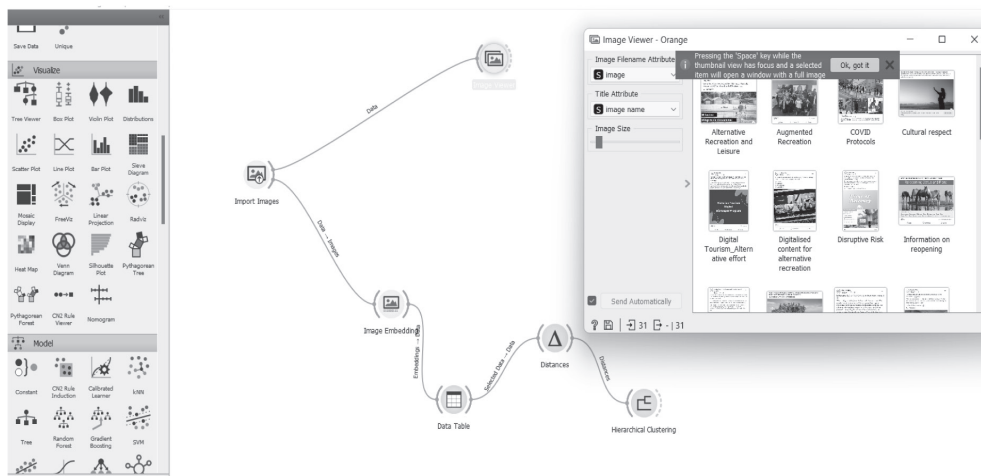 Save Data Unique
Visualize
Tree Viewer Box Plot Violin Plot Distributions
Scatter Plot Line Plot Bar Plot Sieve Diagram
Mosaic Display FreeViz Linear Projection Radviz
Heat Map Venn Diagram Silhouette Plot Pythagorean Tree
Pythagorean Forest CN2 Rule Viewer Nomogram
Model
Constant CN2 Rule Induction Calibrated Learner kNN
Tree Random Forest Gradient Boosting SVM
Image Viewer
Data
Import Images
Data → Images
Image Embedding
Embeddings → Data
Data Table
Selected Data → Data
Distances
Distances
Hierarchical Clustering
Image Viewer - Orange
Image Filename Attribute
S image
Title Attribute
S image name
Image Size
Send Automatically
? 31 - | 31
Pressing the 'Space' key while the
thumbnail view has focus and a selected
item will open a window with a full image
Ok, got it
Alternative Recreation and Leisure
Augmented Recreation
COVID Protocols
Cultural respect
Digital Tourism_Altern ative effort
Digitalised content for alternative recreation
Disruptive Risk
Information on reopening